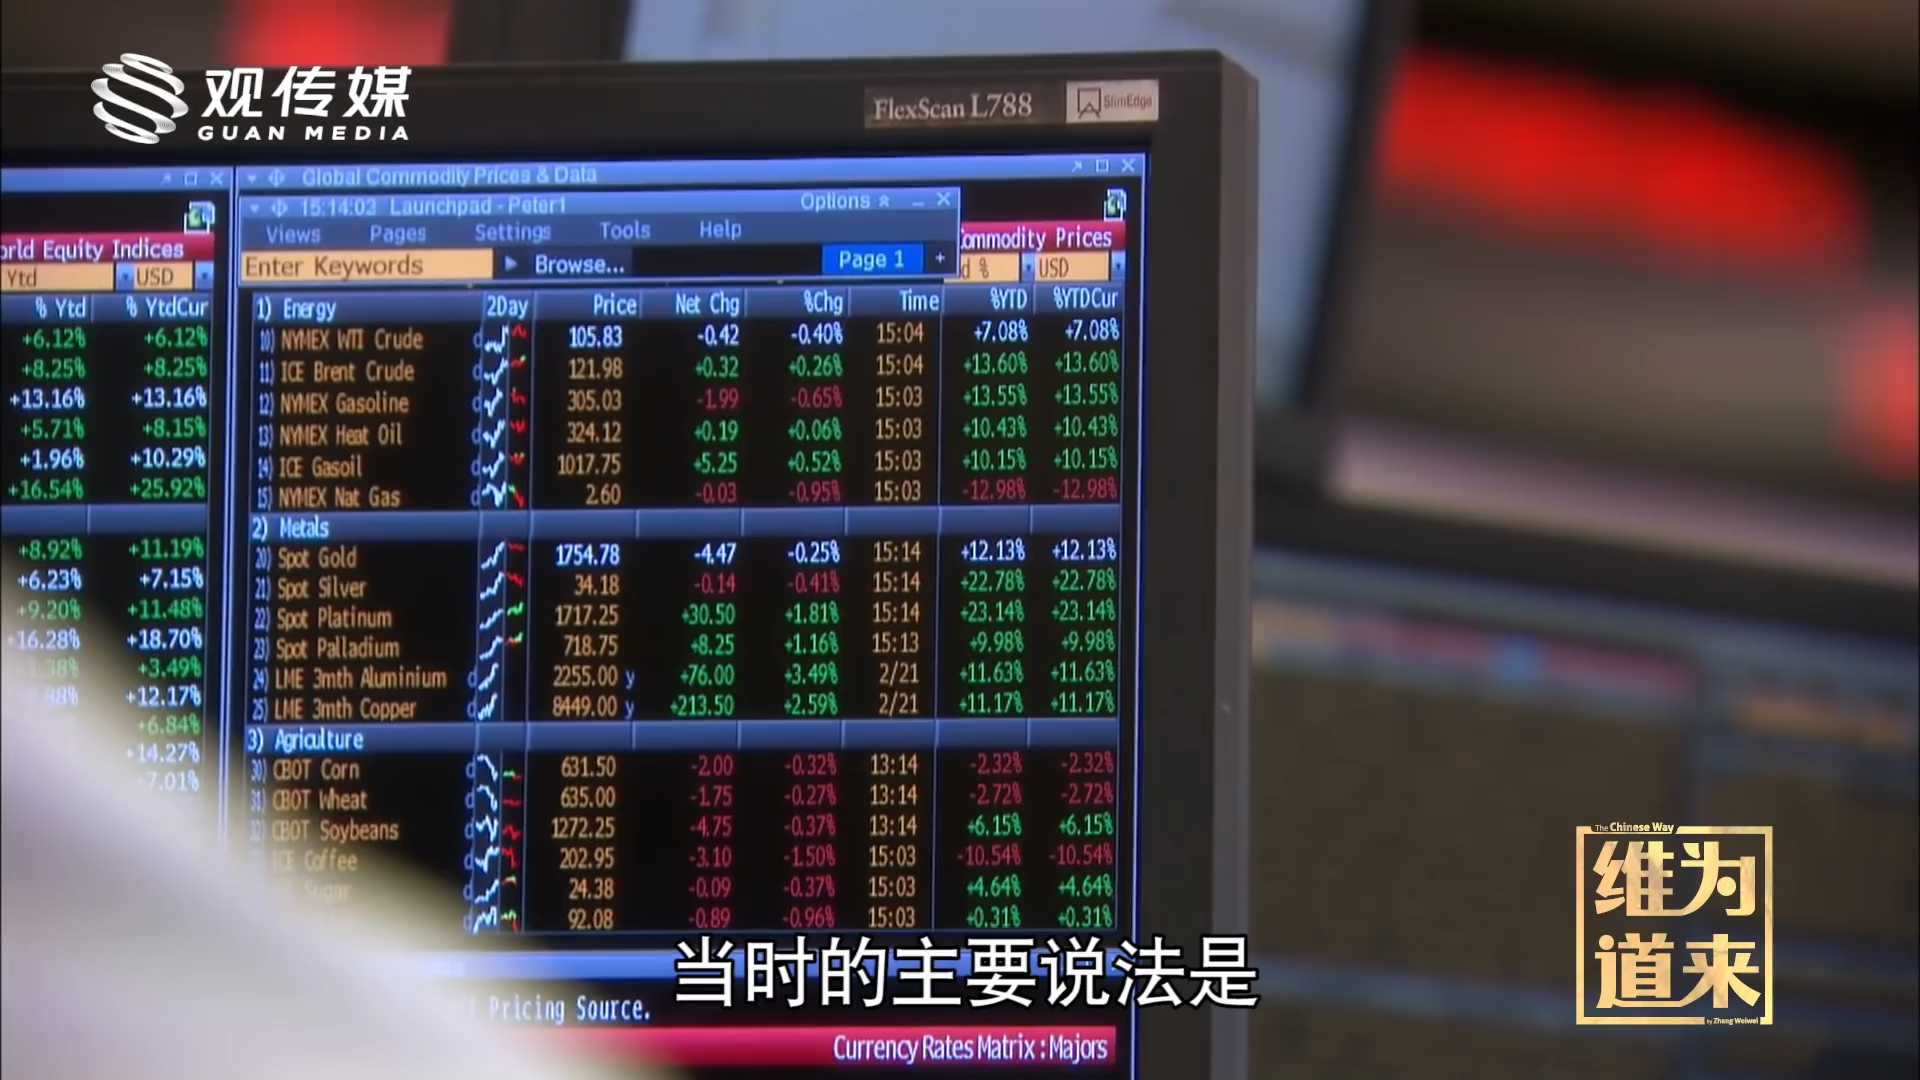 观传媒
GUAN MEDIA
FlexScan L788
SlimEdge
Global Commodity Prices & Data
15:14:03 Launchpad - Peter1 Options
Views Pages Settings Tools Help
Enter Keywords Browse... Page 1 +
Equity Indices
Ytd USD
% Ytd % YtdCur
+6.12% +6.12%
+8.25% +8.25%
+13.16% +13.16%
+5.71% +8.15%
+1.96% +10.29%
+16.54% +25.92%
+8.92% +11.19%
+6.23% +7.15%
+9.20% +11.48%
+16.28% +18.70%
+3.49%
+12.17%
+6.84%
+14.27%
+7.01%
Commodity Prices
% USD
1) Energy 2Day Price Net Chg %Chg Time %YTD %YTDCur
10) NYMEX WTI Crude d 105.83 -0.42 -0.40% 15:04 +7.08% +7.08%
11) ICE Brent Crude d 121.98 +0.32 +0.26% 15:04 +13.60% +13.60%
12) NYMEX Gasoline d 305.03 -1.99 -0.65% 15:03 +13.55% +13.55%
13) NYMEX Heat Oil d 324.12 +0.19 +0.06% 15:03 +10.43% +10.43%
14) ICE Gasoil d 1017.75 +5.25 +0.52% 15:03 +10.15% +10.15%
15) NYMEX Nat Gas d 2.60 -0.03 -0.95% 15:03 -12.98% -12.98%
2) Metals
20) Spot Gold 1754.78 -4.47 -0.25% 15:14 +12.13% +12.13%
21) Spot Silver 34.18 -0.14 -0.41% 15:14 +22.78% +22.78%
22) Spot Platinum 1717.25 +30.50 +1.81% 15:14 +23.14% +23.14%
23) Spot Palladium 718.75 +8.25 +1.16% 15:13 +9.98% +9.98%
24) LME 3mth Aluminium d 2255.00 y +76.00 +3.49% 2/21 +11.63% +11.63%
25) LME 3mth Copper d 8449.00 y +213.50 +2.59% 2/21 +11.17% +11.17%
3) Agriculture
30) CBOT Corn d 631.50 -2.00 -0.32% 13:14 -2.32% -2.32%
31) CBOT Wheat d 635.00 -1.75 -0.27% 13:14 -2.72% -2.72%
32) CBOT Soybeans d 1272.25 -4.75 -0.37% 13:14 +6.15% +6.15%
ICE Coffee d 202.95 -3.10 -1.50% 15:03 -10.54% -10.54%
Sugar d 24.38 -0.09 -0.37% 15:03 +4.64% +4.64%
d 92.08 -0.89 -0.96% 15:03 +0.31% +0.31%
Pricing Source.
Currency Rates Matrix : Majors
当时的主要说法是
The Chinese Way
维为
道来
by Zhang Weiwei